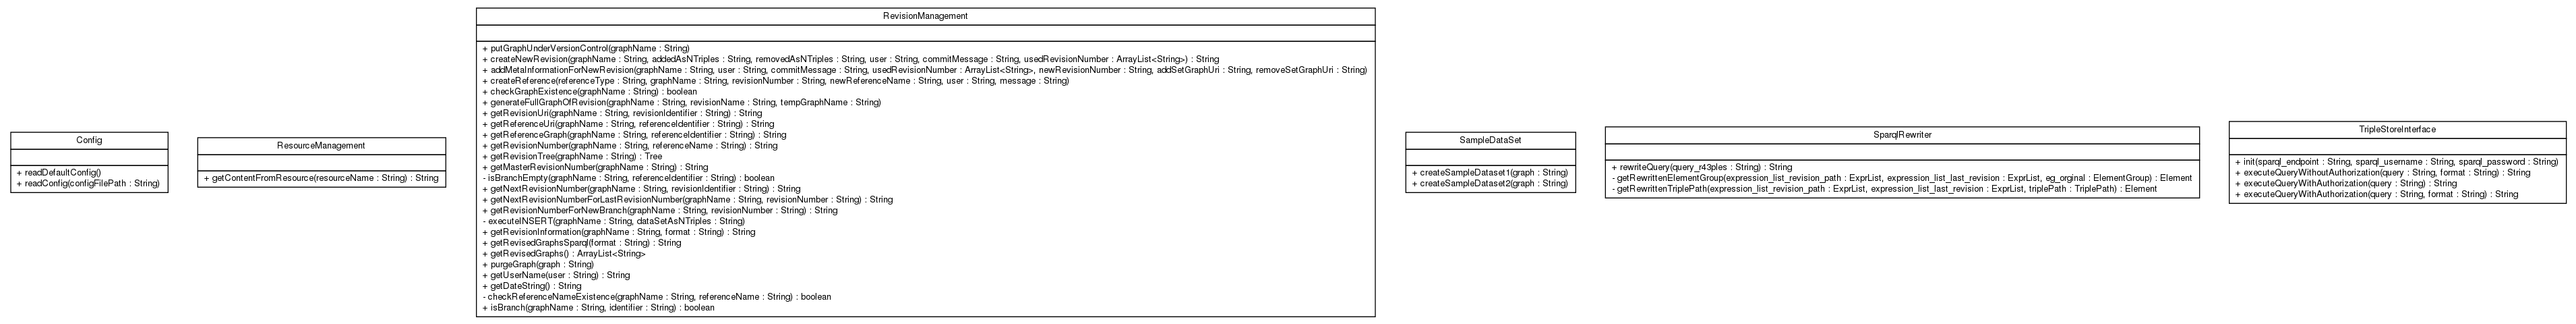 Config
+ readDefaultConfig()
+ readConfig(configFilePath : String)
ResourceManagement
+ getContentFromResource(resourceName : String) : String
RevisionManagement
+ putGraphUnderVersionControl(graphName : String)
+ createNewRevision(graphName : String, addedAsNTriples : String, removedAsNTriples : String, user : String, commitMessage : String, usedRevisionNumber : ArrayList<String>) : String
+ addMetaInformationForNewRevision(graphName : String, user : String, commitMessage : String, usedRevisionNumber : ArrayList<String>, newRevisionNumber : String, addSetGraphUri : String, removeSetGraphUri : String)
+ createReference(referenceType : String, graphName : String, revisionNumber : String, newReferenceName : String, user : String, message : String)
+ checkGraphExistence(graphName : String) : boolean
+ generateFullGraphOfRevision(graphName : String, revisionName : String, tempGraphName : String)
+ getRevisionUri(graphName : String, revisionIdentifier : String) : String
+ getReferenceUri(graphName : String, referenceIdentifier : String) : String
+ getReferenceGraph(graphName : String, referenceIdentifier : String) : String
+ getRevisionNumber(graphName : String, referenceName : String) : String
+ getRevisionTree(graphName : String) : Tree
+ getMasterRevisionNumber(graphName : String) : String
- isBranchEmpty(graphName : String, referenceIdentifier : String) : boolean
+ getNextRevisionNumber(graphName : String, revisionIdentifier : String) : String
+ getNextRevisionNumberForLastRevisionNumber(graphName : String, revisionNumber : String) : String
+ getRevisionNumberForNewBranch(graphName : String, revisionNumber : String) : String
- executeINSERT(graphName : String, dataSetAsNTriples : String)
+ getRevisionInformation(graphName : String, format : String) : String
+ getRevisedGraphsSparql(format : String) : String
+ getRevisedGraphs() : ArrayList<String>
+ purgeGraph(graph : String)
+ getUserName(user : String) : String
+ getDateString() : String
- checkReferenceNameExistence(graphName : String, referenceName : String) : boolean
+ isBranch(graphName : String, identifier : String) : boolean
SampleDataSet
+ createSampleDataset1(graph : String)
+ createSampleDataset2(graph : String)
SparqlRewriter
+ rewriteQuery(query_r43ples : String) : String
- getRewrittenElementGroup(expression_list_revision_path : ExprList, expression_list_last_revision : ExprList, eg_orginal : ElementGroup) : Element
- getRewrittenTriplePath(expression_list_revision_path : ExprList, expression_list_last_revision : ExprList, triplePath : TriplePath) : Element
TripleStoreInterface
+ init(sparql_endpoint : String, sparql_username : String, sparql_password : String)
+ executeQueryWithoutAuthorization(query : String, format : String) : String
+ executeQueryWithAuthorization(query : String) : String
+ executeQueryWithAuthorization(query : String, format : String) : String